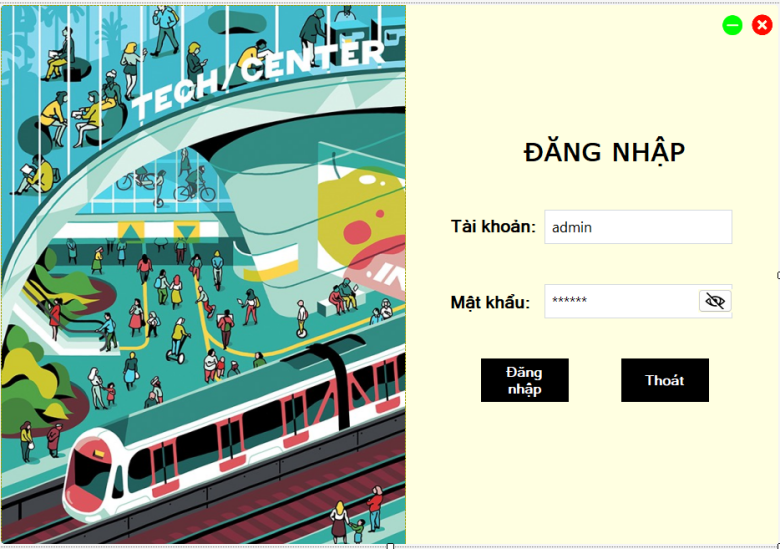 TECH/CENTER
ĐĂNG NHẬP
Tài khoản: admin
Mật khẩu: ******
Đăng
nhập
Thoát